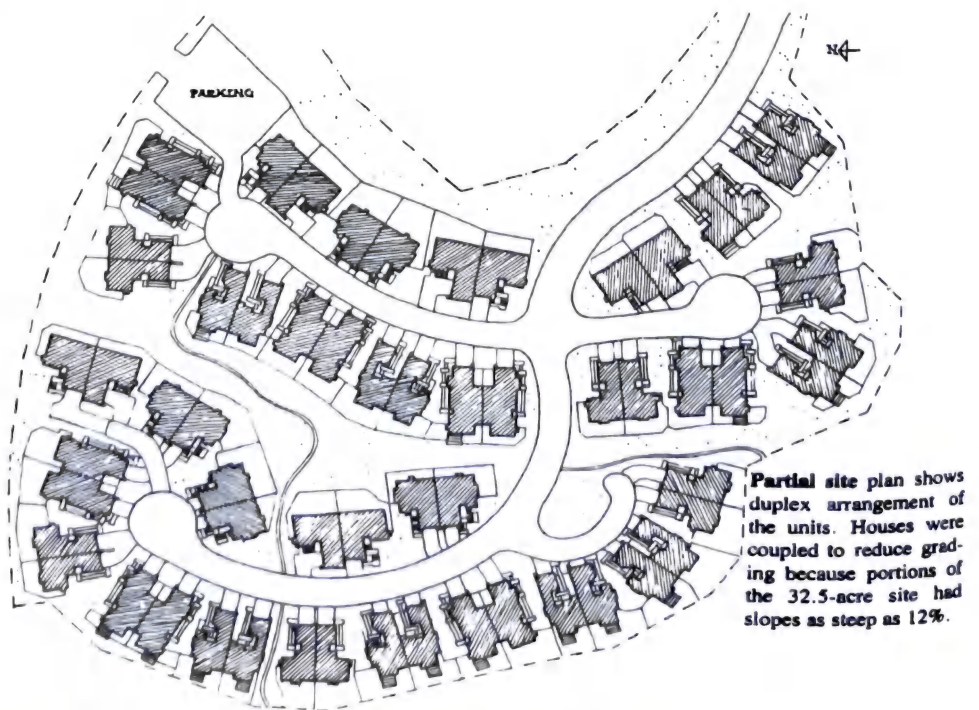 N
PARKING
Partial site plan shows
duplex arrangement of
the units. Houses were
coupled to reduce grad-
ing because portions of
the 32.5-acre site had
slopes as steep as 12%.